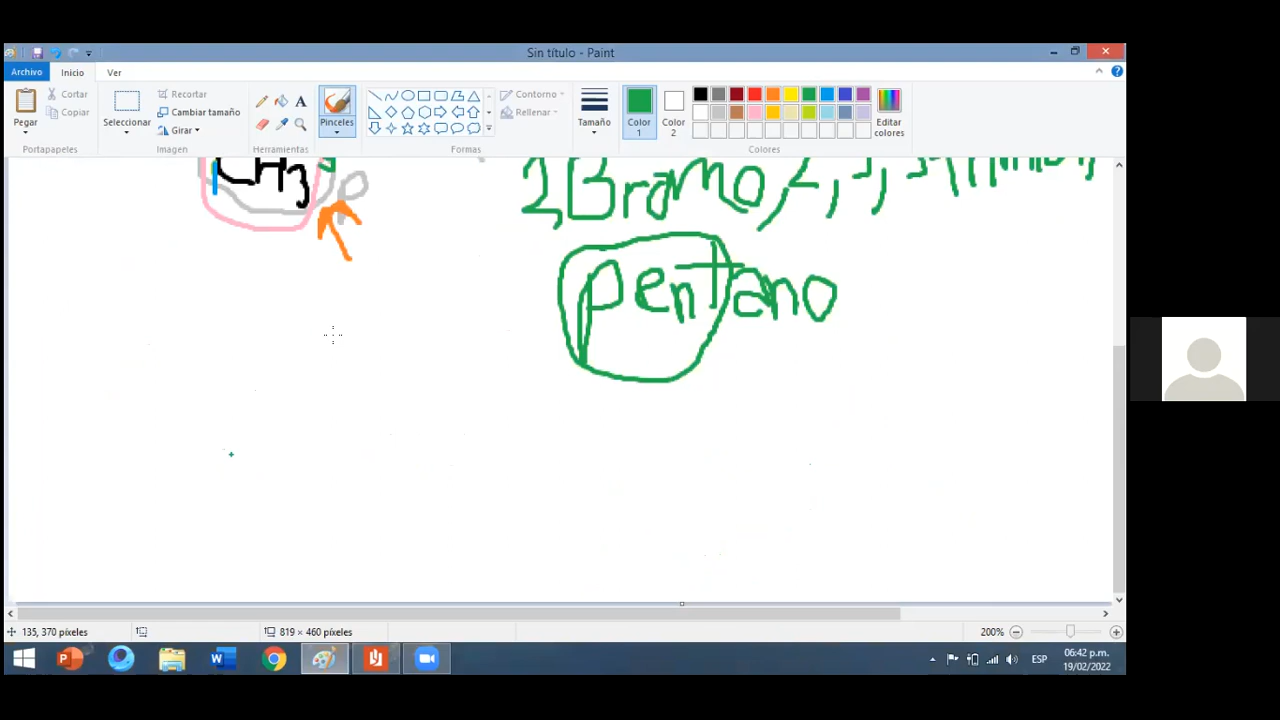 Sin título - Paint
Archivo Inicio Ver
Pegar
Cortar
Copiar
Portapapeles
Seleccionar
Recortar
Cambiar tamaño
Girar
Imagen
A
Herramientas
Pinceles
Formas
Contorno
Rellenar
Tamaño
Color 1
Color 2
Editar colores
Colores
CH3
Bromo, 2,
pentano
135, 370 píxeles
819 × 460 píxeles
200%
ESP
06:42 p.m.
19/02/2022